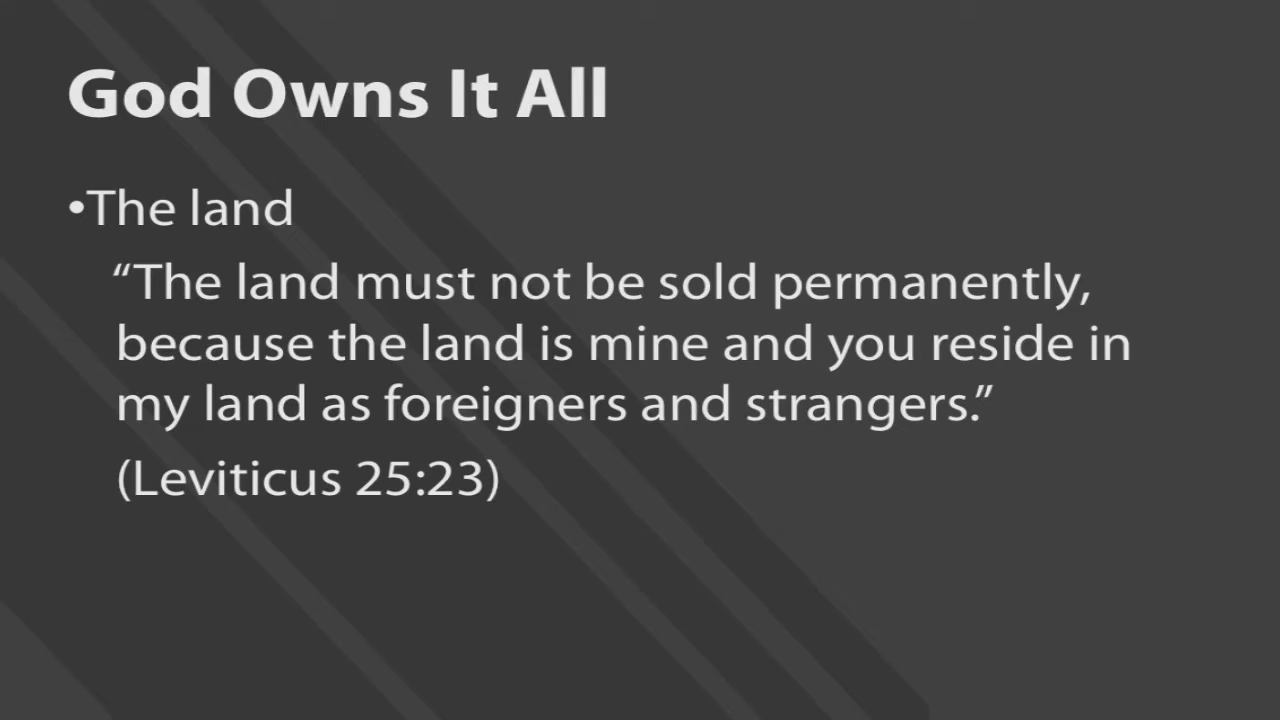 God Owns It All
•The land
“The land must not be sold permanently,
because the land is mine and you reside in
my land as foreigners and strangers.”
(Leviticus 25:23)